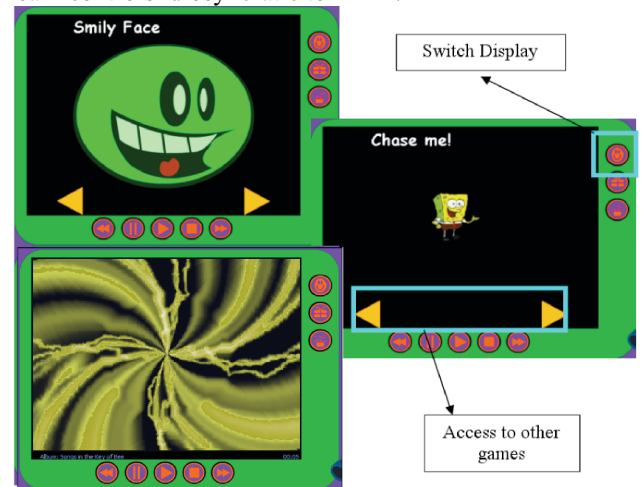 Smily Face
Switch Display
Chase me!
Album: Songs in the Key of Bee
00:05
Access to other
games